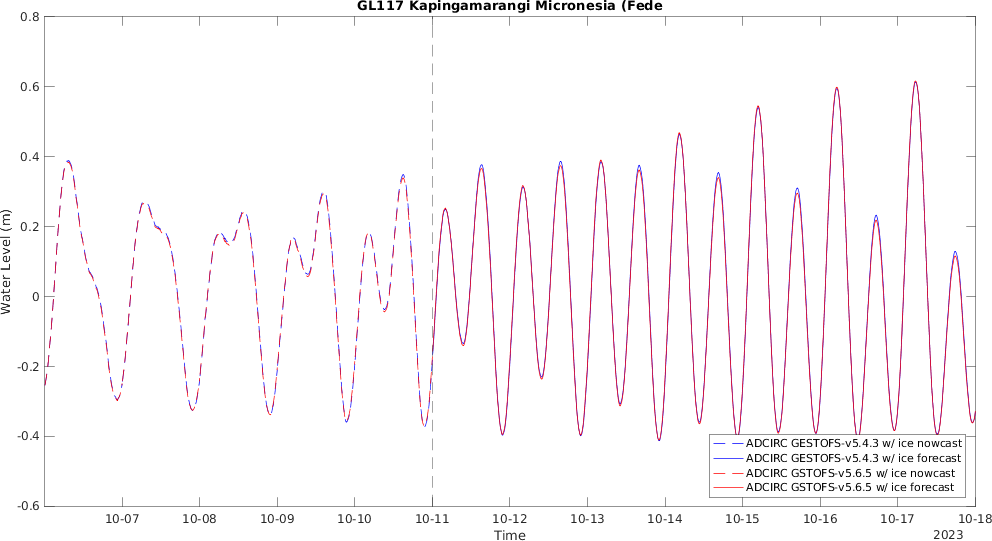 GL117 Kapingamarangi Micronesia (Fede
Water Level (m)
0.8
0.6
0.4
0.2
0
-0.2
-0.4
-0.6
10-07 10-08 10-09 10-10 10-11 10-12 10-13 10-14 10-15 10-16 10-17 10-18
Time
2023
ADCIRC GESTOFS-v5.4.3 w/ ice nowcast
ADCIRC GESTOFS-v5.4.3 w/ ice forecast
ADCIRC GSTOFS-v5.6.5 w/ ice nowcast
ADCIRC GSTOFS-v5.6.5 w/ ice forecast